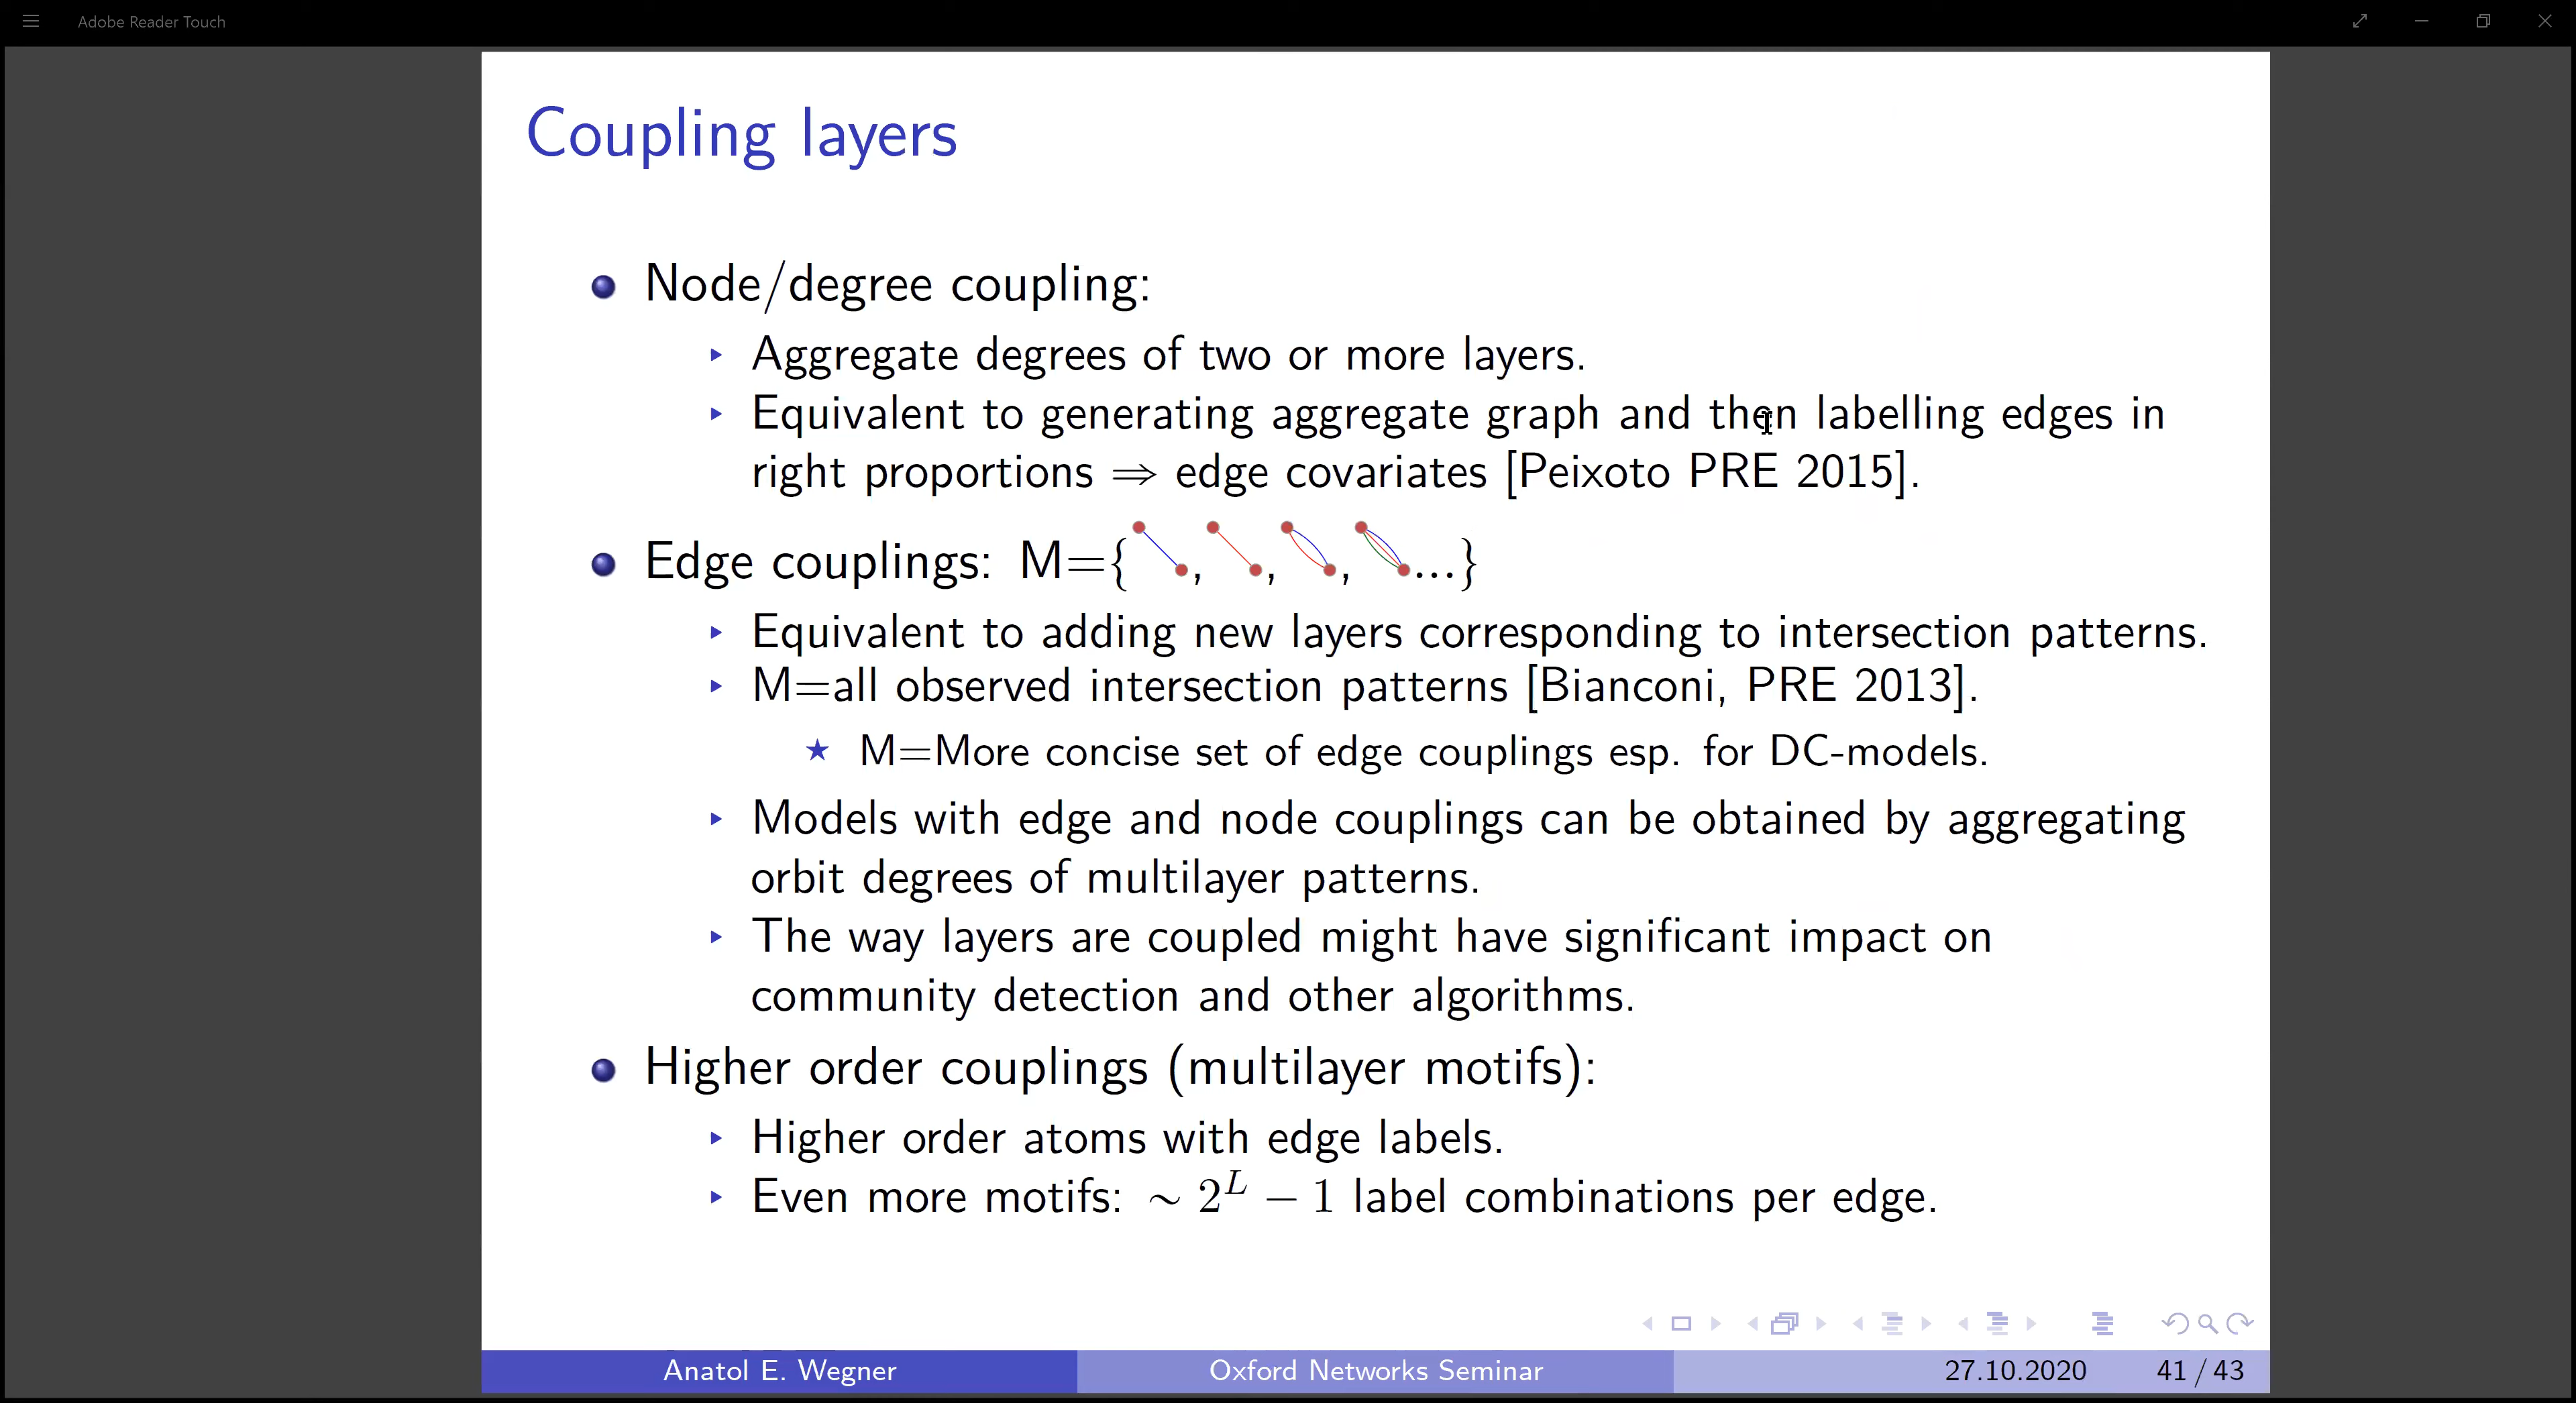 Adobe Reader Touch
Coupling layers
Node/degree coupling:
Aggregate degrees of two or more layers.
Equivalent to generating aggregate graph and then labelling edges in
right proportions ⇒ edge covariates [Peixoto PRE 2015].
Edge couplings: M={ , , , ...}
Equivalent to adding new layers corresponding to intersection patterns.
M=all observed intersection patterns [Bianconi, PRE 2013].
★ M=More concise set of edge couplings esp. for DC-models.
Models with edge and node couplings can be obtained by aggregating
orbit degrees of multilayer patterns.
The way layers are coupled might have significant impact on
community detection and other algorithms.
Higher order couplings (multilayer motifs):
Higher order atoms with edge labels.
Even more motifs: ∼ 2^L − 1 label combinations per edge.
Anatol E. Wegner Oxford Networks Seminar 27.10.2020 41 / 43